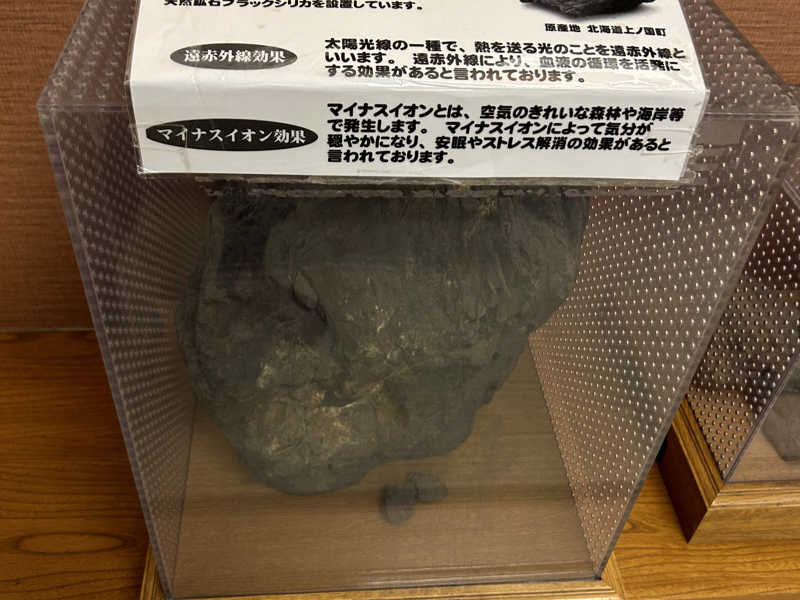 天然鉱石ブラックシリカを設置しています。
原産地 北海道上ノ国町
遠赤外線効果
太陽光線の一種で、熱を送る光のことを遠赤外線と
いいます。 遠赤外線により、血液の循環を活発に
する効果があると言われております。
マイナスイオン効果
マイナスイオンとは、空気のきれいな森林や海岸等
で発生します。 マイナスイオンによって気分が
穏やかになり、安眠やストレス解消の効果があると
言われております。